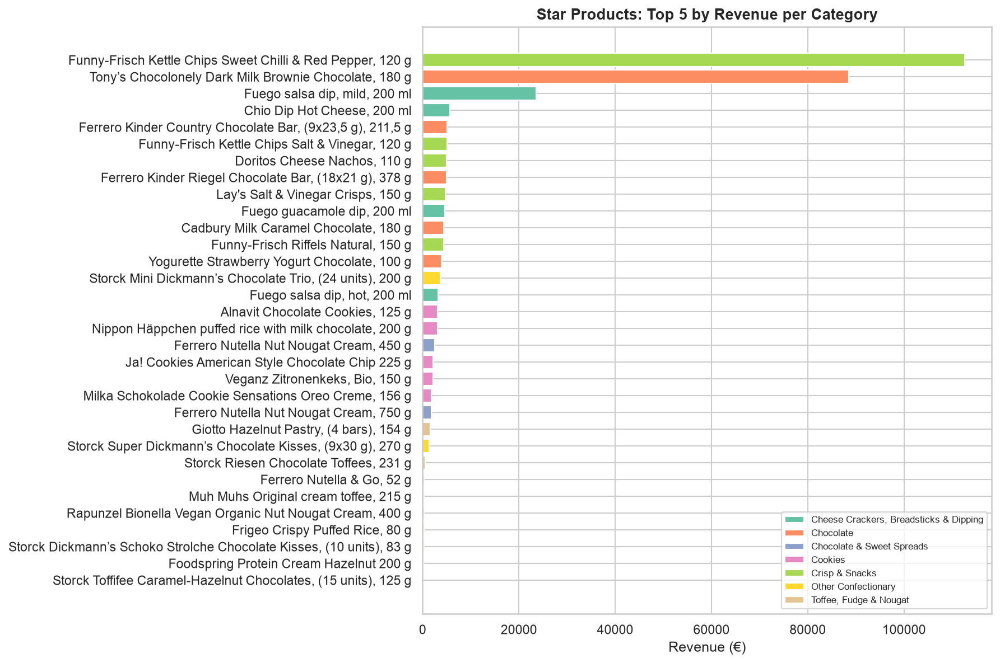 Star Products: Top 5 by Revenue per Category
Funny-Frisch Kettle Chips Sweet Chilli & Red Pepper, 120 g
Tony’s Chocolonely Dark Milk Brownie Chocolate, 180 g
Fuego salsa dip, mild, 200 ml
Chio Dip Hot Cheese, 200 ml
Ferrero Kinder Country Chocolate Bar, (9x23,5 g), 211,5 g
Funny-Frisch Kettle Chips Salt & Vinegar, 120 g
Doritos Cheese Nachos, 110 g
Ferrero Kinder Riegel Chocolate Bar, (18x21 g), 378 g
Lay's Salt & Vinegar Crisps, 150 g
Fuego guacamole dip, 200 ml
Cadbury Milk Caramel Chocolate, 180 g
Funny-Frisch Riffels Natural, 150 g
Yogurette Strawberry Yogurt Chocolate, 100 g
Storck Mini Dickmann’s Chocolate Trio, (24 units), 200 g
Fuego salsa dip, hot, 200 ml
Alnavit Chocolate Cookies, 125 g
Nippon Häppchen puffed rice with milk chocolate, 200 g
Ferrero Nutella Nut Nougat Cream, 450 g
Ja! Cookies American Style Chocolate Chip 225 g
Veganz Zitronenkeks, Bio, 150 g
Milka Schokolade Cookie Sensations Oreo Creme, 156 g
Ferrero Nutella Nut Nougat Cream, 750 g
Giotto Hazelnut Pastry, (4 bars), 154 g
Storck Super Dickmann’s Chocolate Kisses, (9x30 g), 270 g
Storck Riesen Chocolate Toffees, 231 g
Ferrero Nutella & Go, 52 g
Muh Muhs Original cream toffee, 215 g
Rapunzel Bionella Vegan Organic Nut Nougat Cream, 400 g
Frigeo Crispy Puffed Rice, 80 g
Storck Dickmann’s Schoko Strolche Chocolate Kisses, (10 units), 83 g
Foodspring Protein Cream Hazelnut 200 g
Storck Toffifee Caramel-Hazelnut Chocolates, (15 units), 125 g
Cheese Crackers, Breadsticks & Dipping
Chocolate
Chocolate & Sweet Spreads
Cookies
Crisp & Snacks
Other Confectionary
Toffee, Fudge & Nougat
0 20000 40000 60000 80000 100000
Revenue (€)